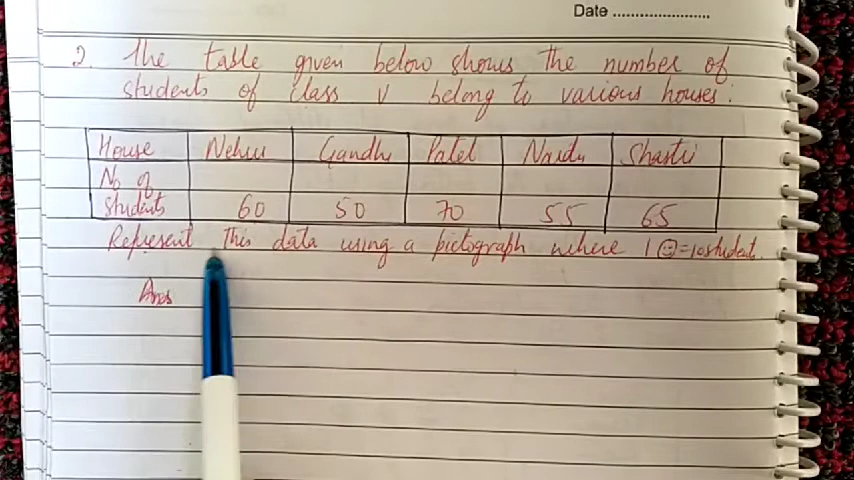 Date ......................
2. The table given below shows the number of
students of class V belong to various houses.
House Nehru Gandhi Patel Naidu Shastri
No of
Students 60 50 70 55 65
Represent this data using a pictograph where 1 ☺=10student.
Ans